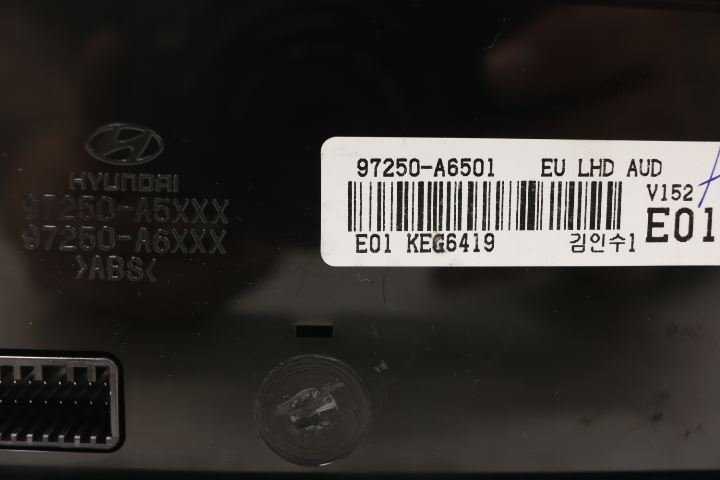 HYUNDAI
97250-A5XXX
97250-A6XXX
>ABS<
97250-A6501 EU LHD AUD
V152
E01
E01 KEG6419 김인수1